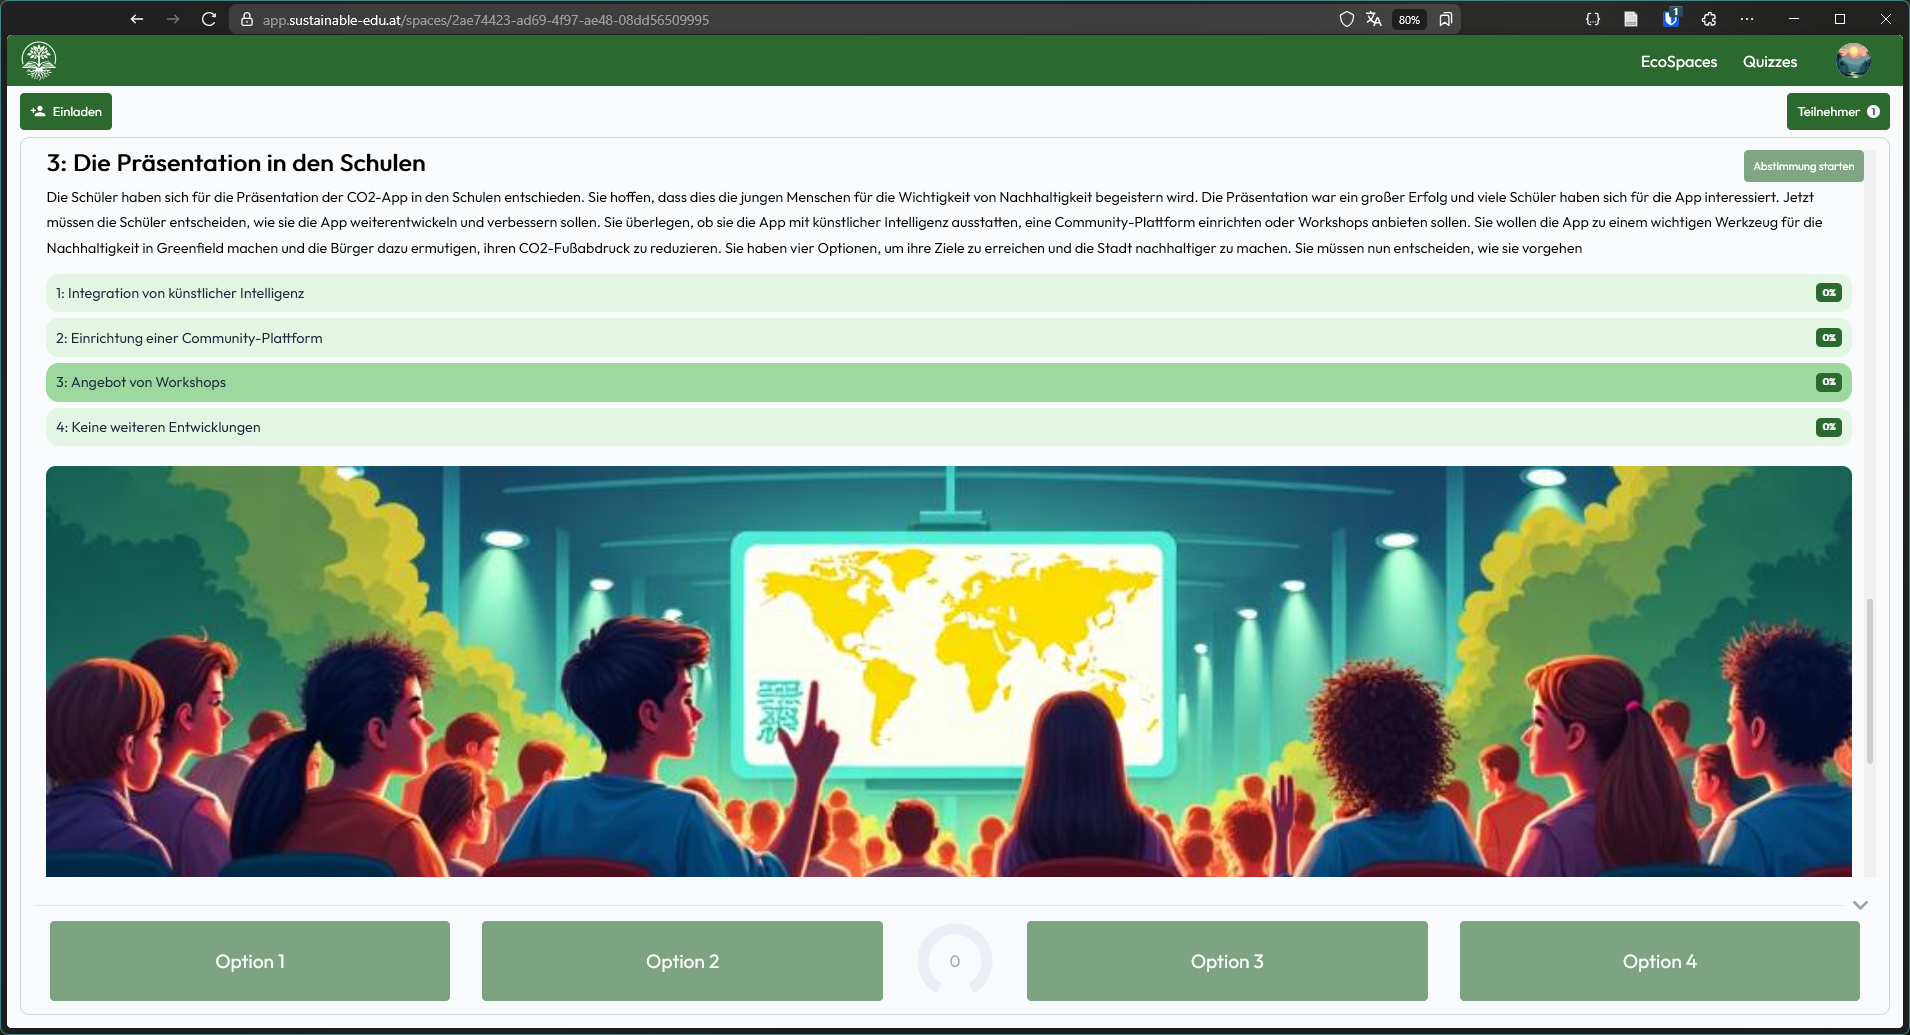 app.sustainable-edu.at/spaces/2ae74423-ad69-4f97-ae48-08dd56509995
80%
1
EcoSpaces
Quizzes
Einladen
Teilnehmer 1
3: Die Präsentation in den Schulen
Abstimmung starten
Die Schüler haben sich für die Präsentation der CO2-App in den Schulen entschieden. Sie hoffen, dass dies die jungen Menschen für die Wichtigkeit von Nachhaltigkeit begeistern wird. Die Präsentation war ein großer Erfolg und viele Schüler haben sich für die App interessiert. Jetzt
müssen die Schüler entscheiden, wie sie die App weiterentwickeln und verbessern sollen. Sie überlegen, ob sie die App mit künstlicher Intelligenz ausstatten, eine Community-Plattform einrichten oder Workshops anbieten sollen. Sie wollen die App zu einem wichtigen Werkzeug für die
Nachhaltigkeit in Greenfield machen und die Bürger dazu ermutigen, ihren CO2-Fußabdruck zu reduzieren. Sie haben vier Optionen, um ihre Ziele zu erreichen und die Stadt nachhaltiger zu machen. Sie müssen nun entscheiden, wie sie vorgehen
1: Integration von künstlicher Intelligenz 0%
2: Einrichtung einer Community-Plattform 0%
3: Angebot von Workshops 0%
4: Keine weiteren Entwicklungen 0%
Option 1
Option 2
0
Option 3
Option 4